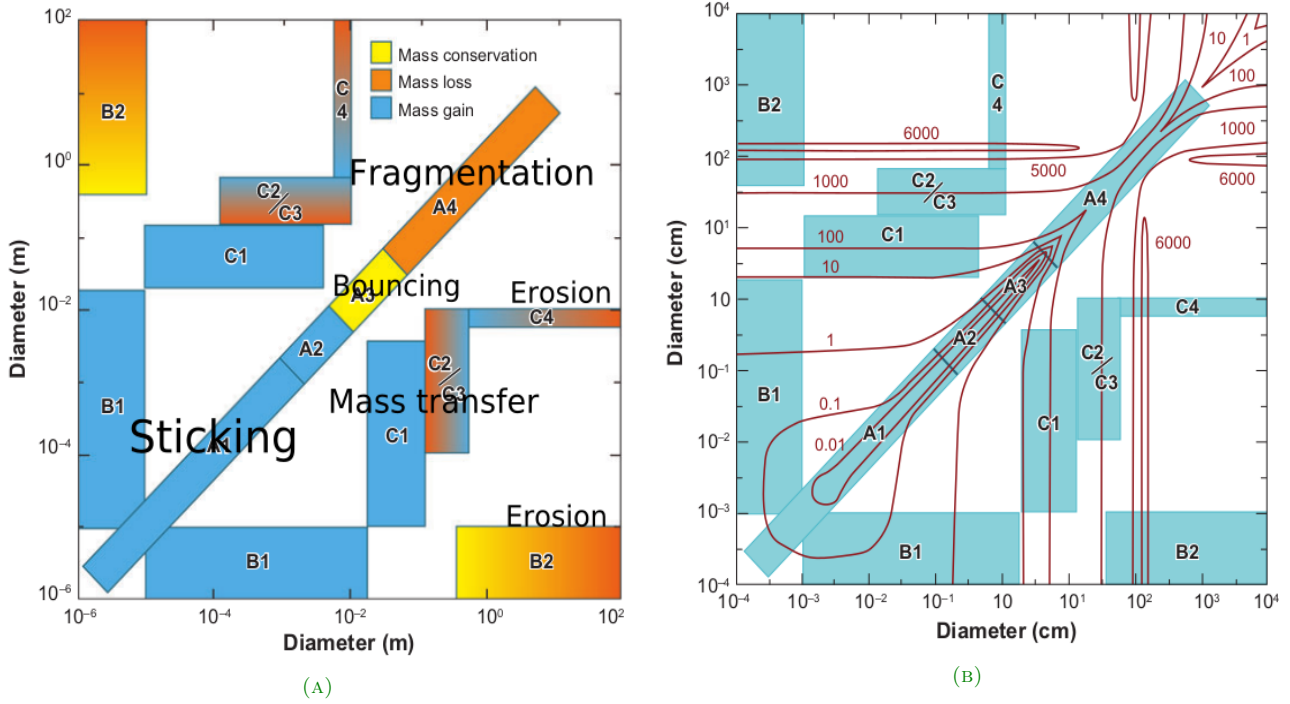 10²
10⁰
10⁻²
10⁻⁴
10⁻⁶
Diameter (m)
Mass conservation
Mass loss
Mass gain
B2
C
4
C2
C3
Fragmentation
A4
C1
Bouncing
A3
Erosion
C4
A2
C2
C3
B1
Mass transfer
Sticking
A1
C1
Erosion
B1
B2
10⁻⁶
10⁻⁴
10⁻²
10⁰
10²
Diameter (m)
(A)
10⁴
10³
10²
10¹
10
10⁻¹
10⁻²
10⁻³
10⁻⁴
Diameter (cm)
10
1
100
1000
B2
C
4
6000
5000
6000
1000
C2
C3
A4
C1
100
10
6000
A3
C4
1
A2
C2
C3
B1
0.1
A1
0.01
C1
B1
B2
10⁻⁴
10⁻³
10⁻²
10⁻¹
10
10¹
10²
10³
10⁴
Diameter (cm)
(B)